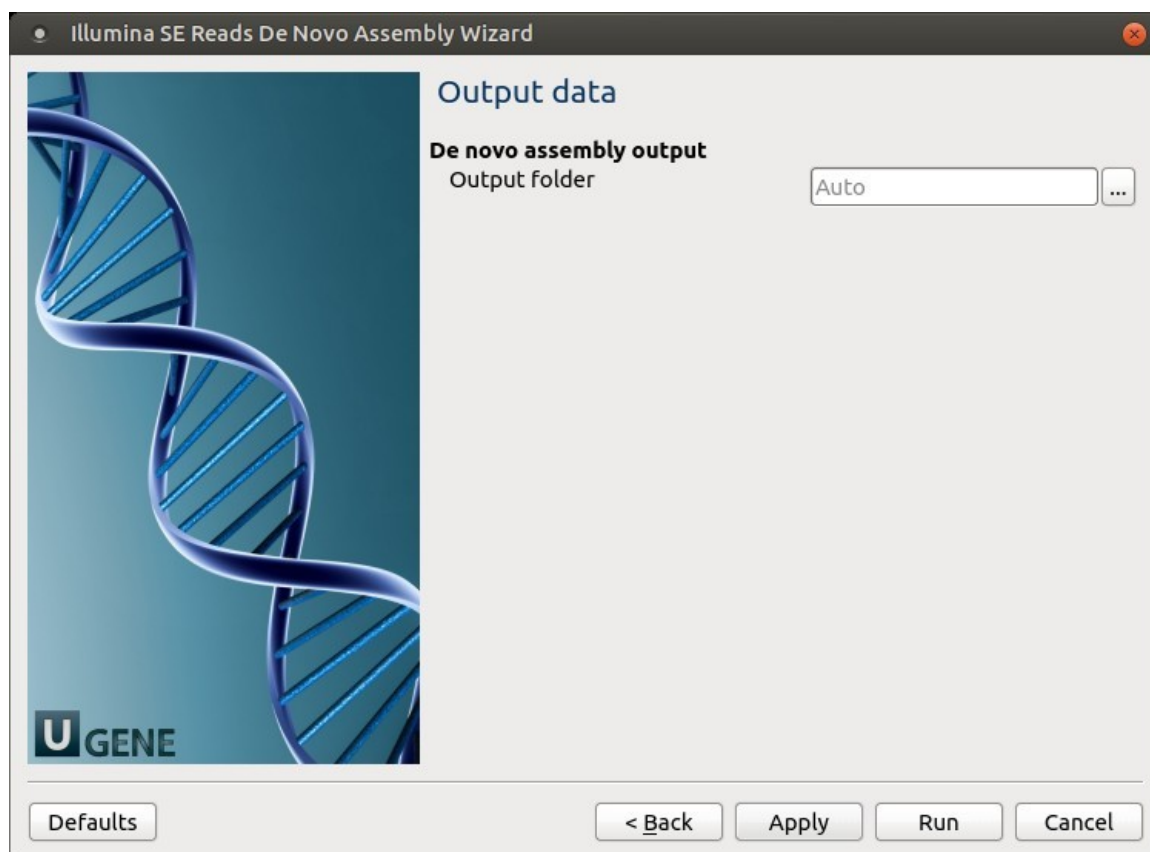 Illumina SE Reads De Novo Assembly Wizard
Output data
De novo assembly output
Output folder
Auto
...
U GENE
Defaults
< Back
Apply
Run
Cancel